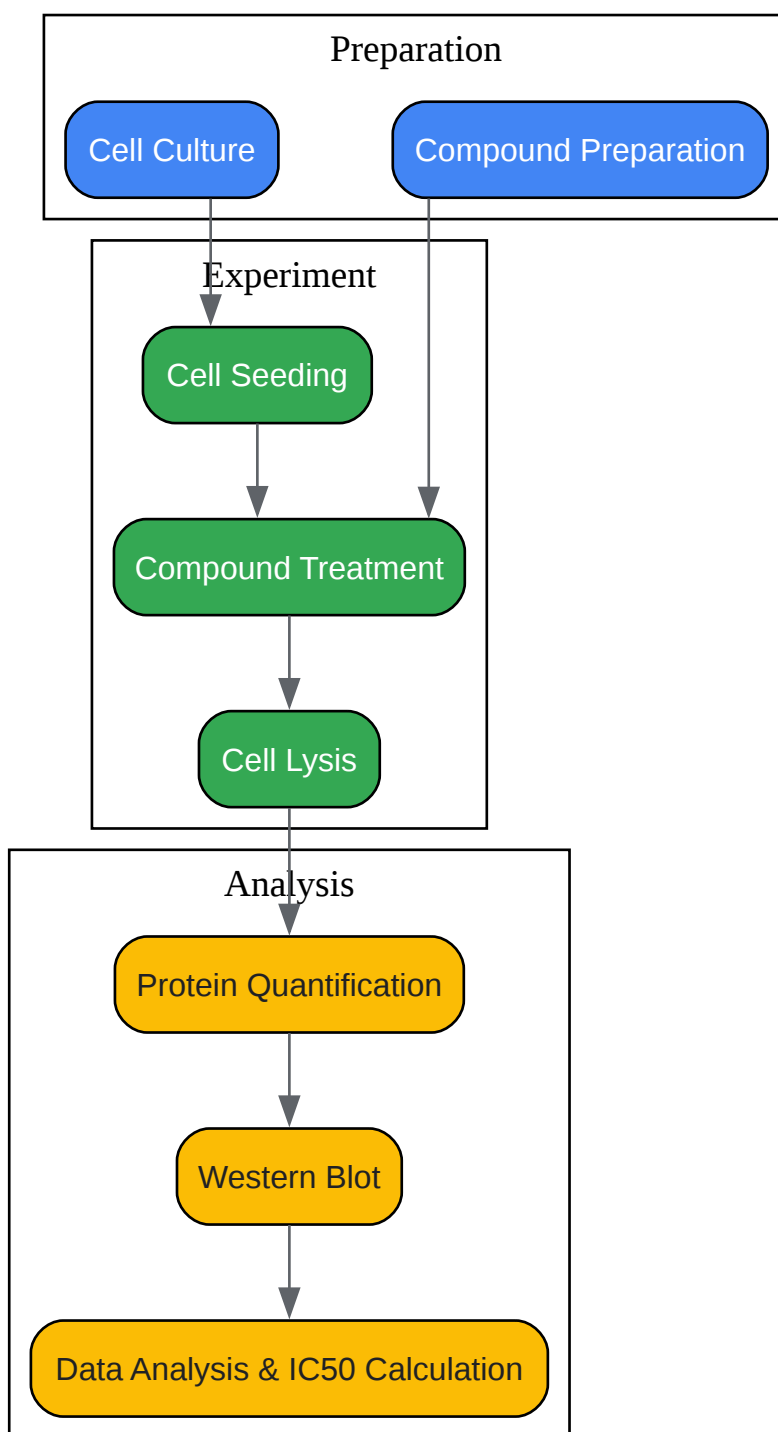 Preparation
Cell Culture
Compound Preparation
Experiment
Cell Seeding
Compound Treatment
Cell Lysis
Analysis
Protein Quantification
Western Blot
Data Analysis & IC50 Calculation